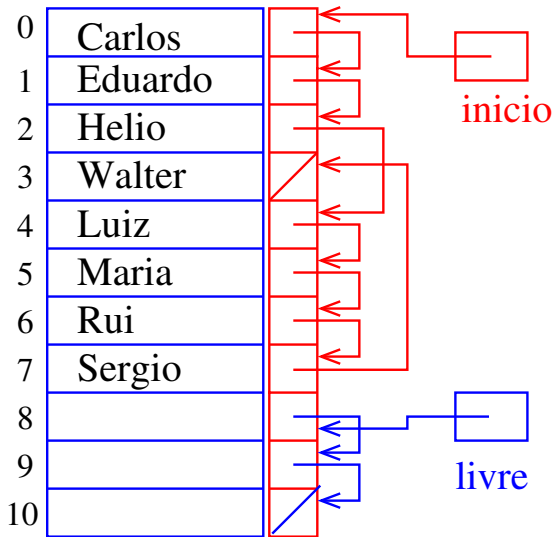 0 Carlos
1 Eduardo
inicio
2 Helio
3 Walter
4 Luiz
5 Maria
6 Rui
7 Sergio
8
9
livre
10